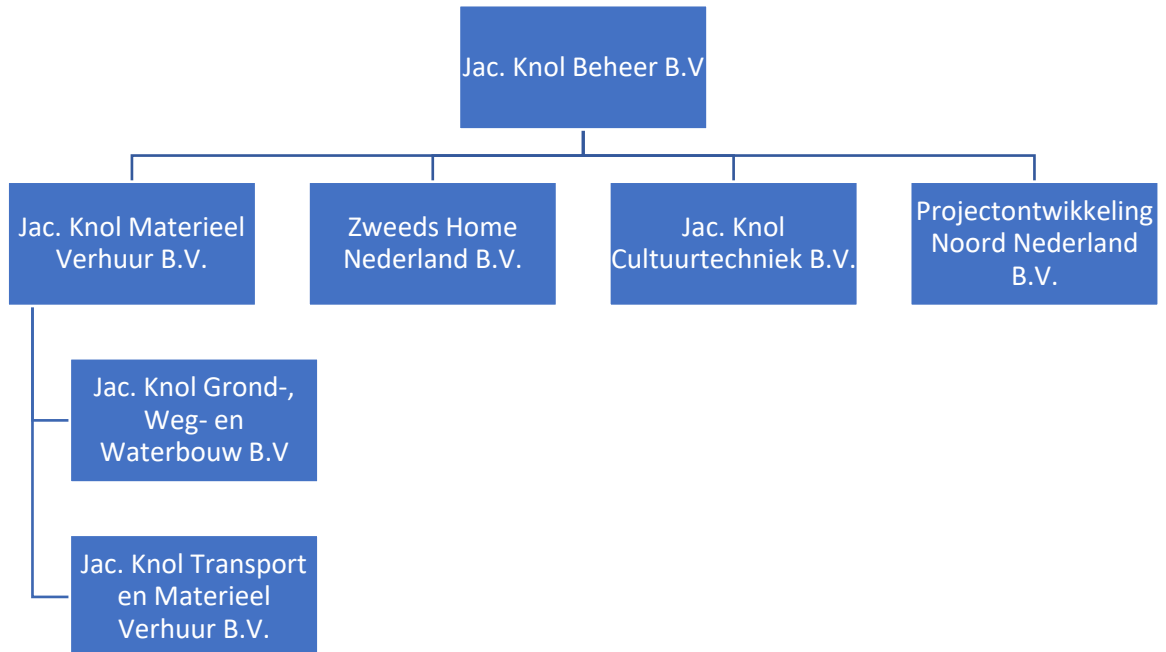 Jac. Knol Beheer B.V
Jac. Knol Materieel
Verhuur B.V.
Zweeds Home
Nederland B.V.
Jac. Knol
Cultuurtechniek B.V.
Projectontwikkeling
Noord Nederland
B.V.
Jac. Knol Grond-,
Weg- en
Waterbouw B.V
Jac. Knol Transport
en Materieel
Verhuur B.V.